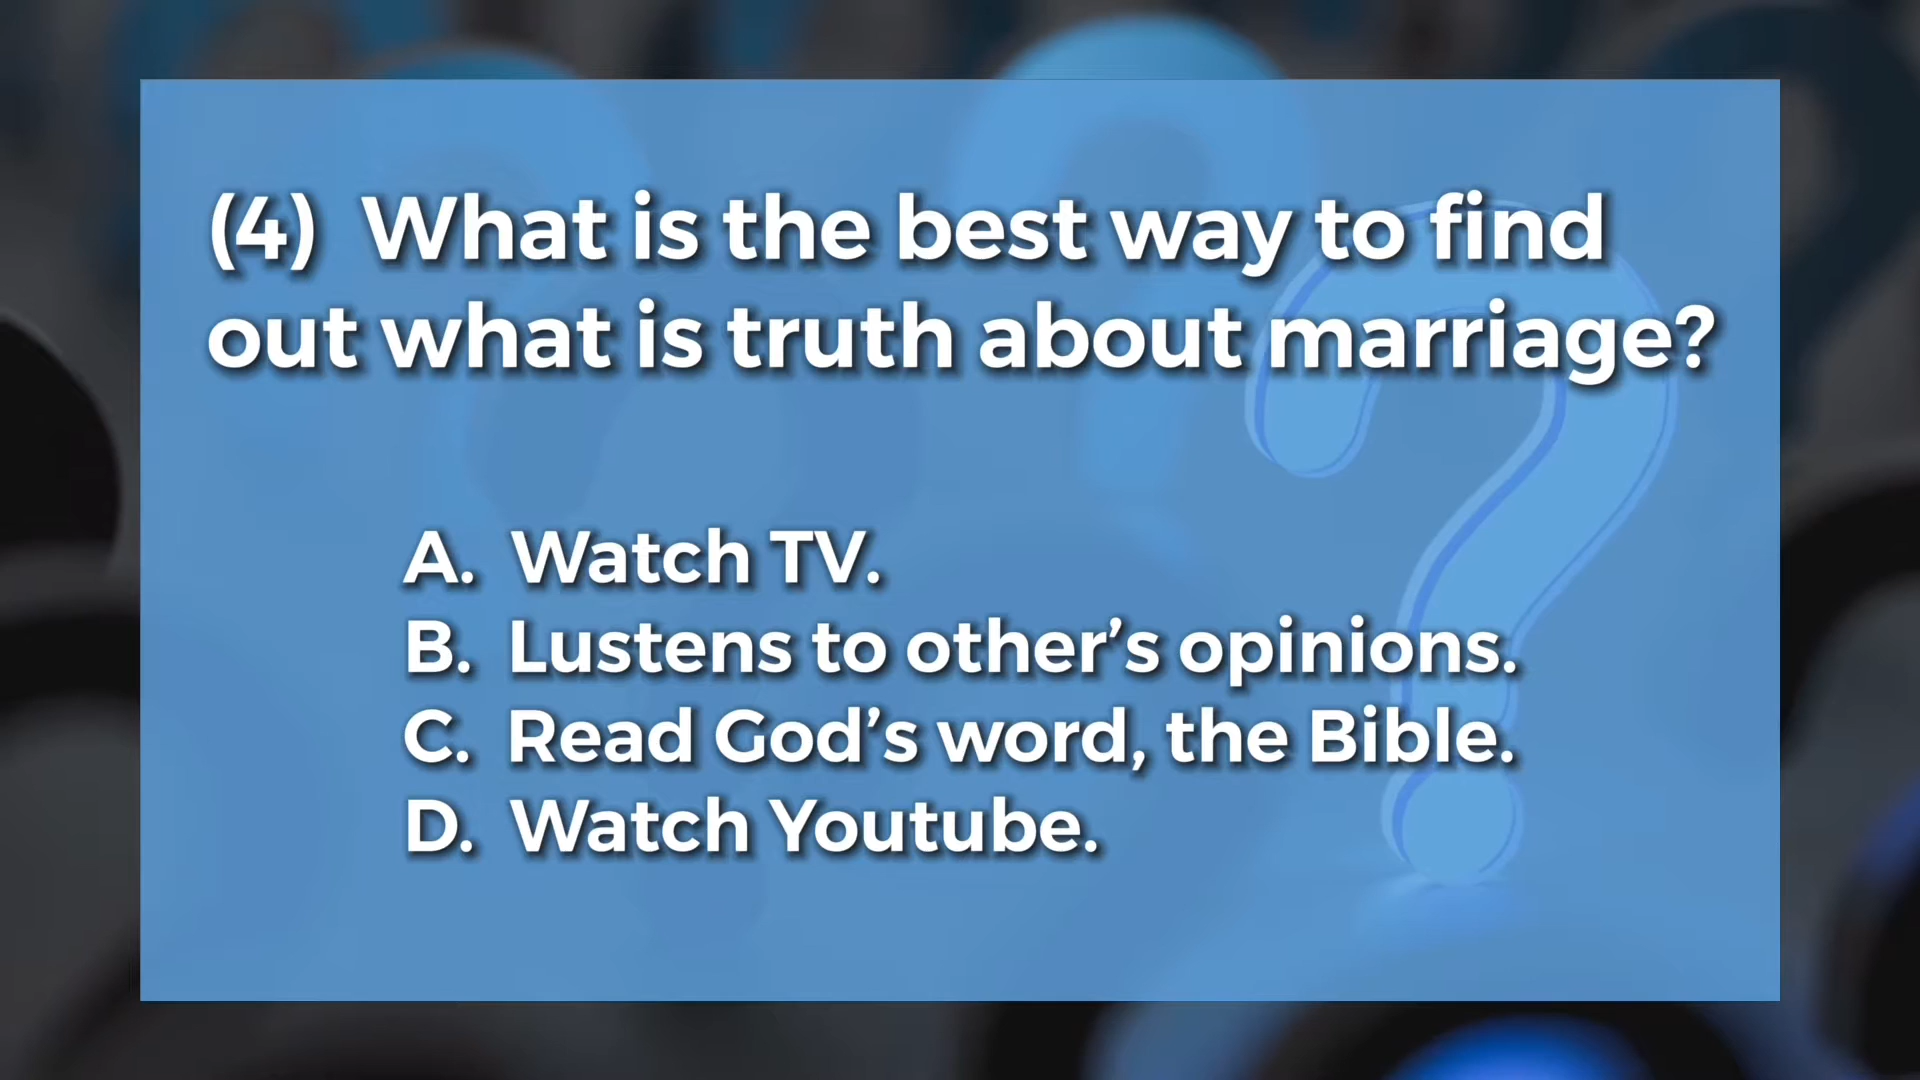 (4) What is the best way to find
out what is truth about marriage?
A. Watch TV.
B. Lustens to other's opinions.
C. Read God's word, the Bible.
D. Watch Youtube.